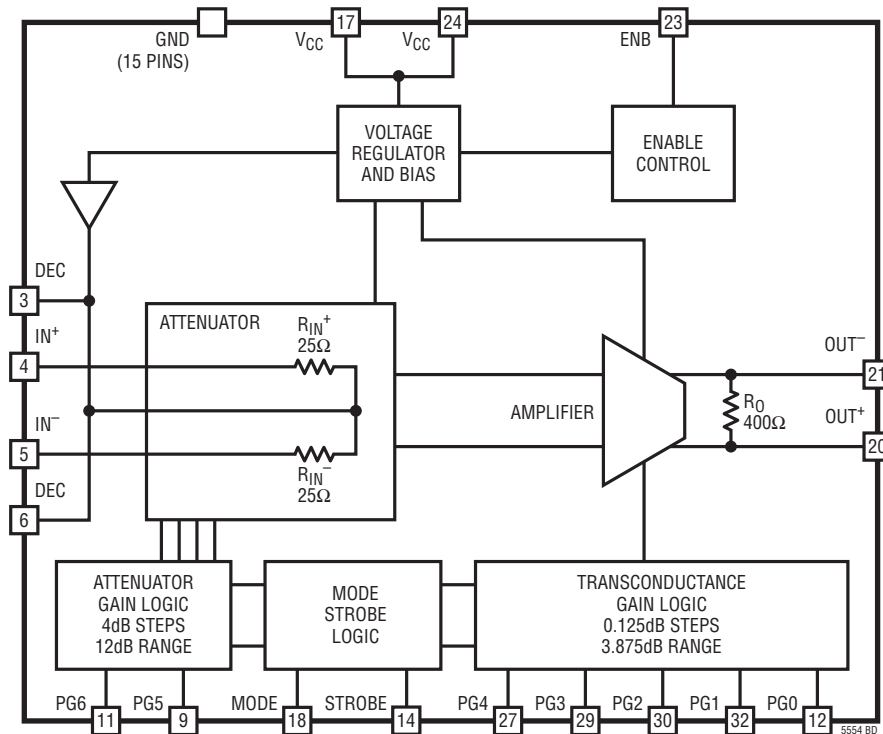 GND
(15 PINS)
17
VCC
24
VCC
23
ENB
VOLTAGE
REGULATOR
AND BIAS
ENABLE
CONTROL
DEC
3
IN+
4
IN–
5
DEC
6
ATTENUATOR
RIN+
25Ω
RIN–
25Ω
AMPLIFIER
RO
400Ω
OUT–
21
OUT+
20
ATTENUATOR
GAIN LOGIC
4dB STEPS
12dB RANGE
MODE
STROBE
LOGIC
TRANSCONDUCTANCE
GAIN LOGIC
0.125dB STEPS
3.875dB RANGE
PG6
11
PG5
9
MODE
18
STROBE
14
PG4
27
PG3
29
PG2
30
PG1
32
PG0
12
5554 BD